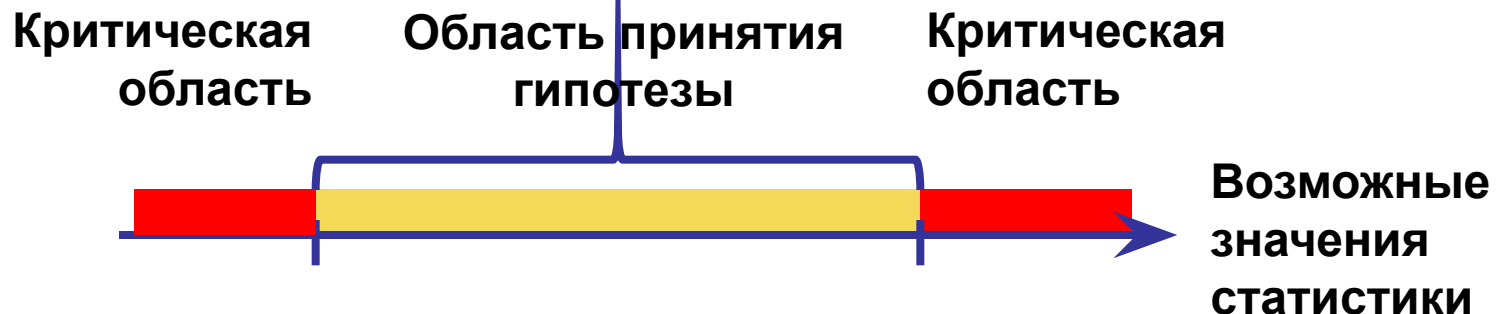 Критическая
область
Область принятия
гипотезы
Критическая
область
Возможные
значения
статистики